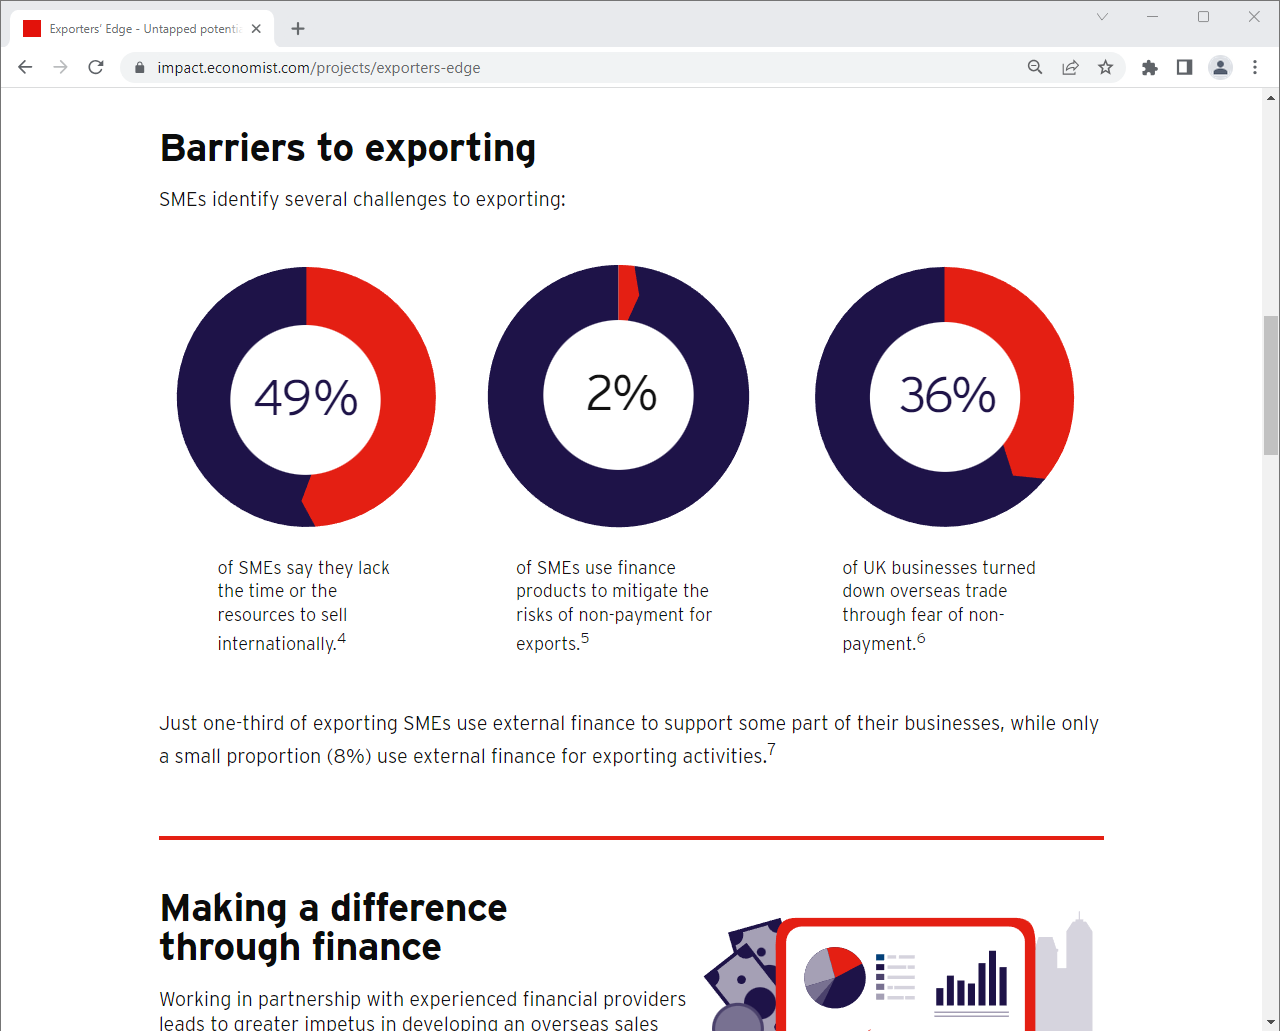 Exporters' Edge - Untapped potenti
impact.economist.com/projects/exporters-edge
Barriers to exporting
SMEs identify several challenges to exporting:
49%
2%
36%
of SMEs say they lack
the time or the
resources to sell
internationally.4
of SMEs use finance
products to mitigate the
risks of non-payment for
exports.5
of UK businesses turned
down overseas trade
through fear of non-
payment.6
Just one-third of exporting SMEs use external finance to support some part of their businesses, while only
a small proportion (8%) use external finance for exporting activities.7
Making a difference
through finance
Working in partnership with experienced financial providers
leads to greater impetus in developing an overseas sales